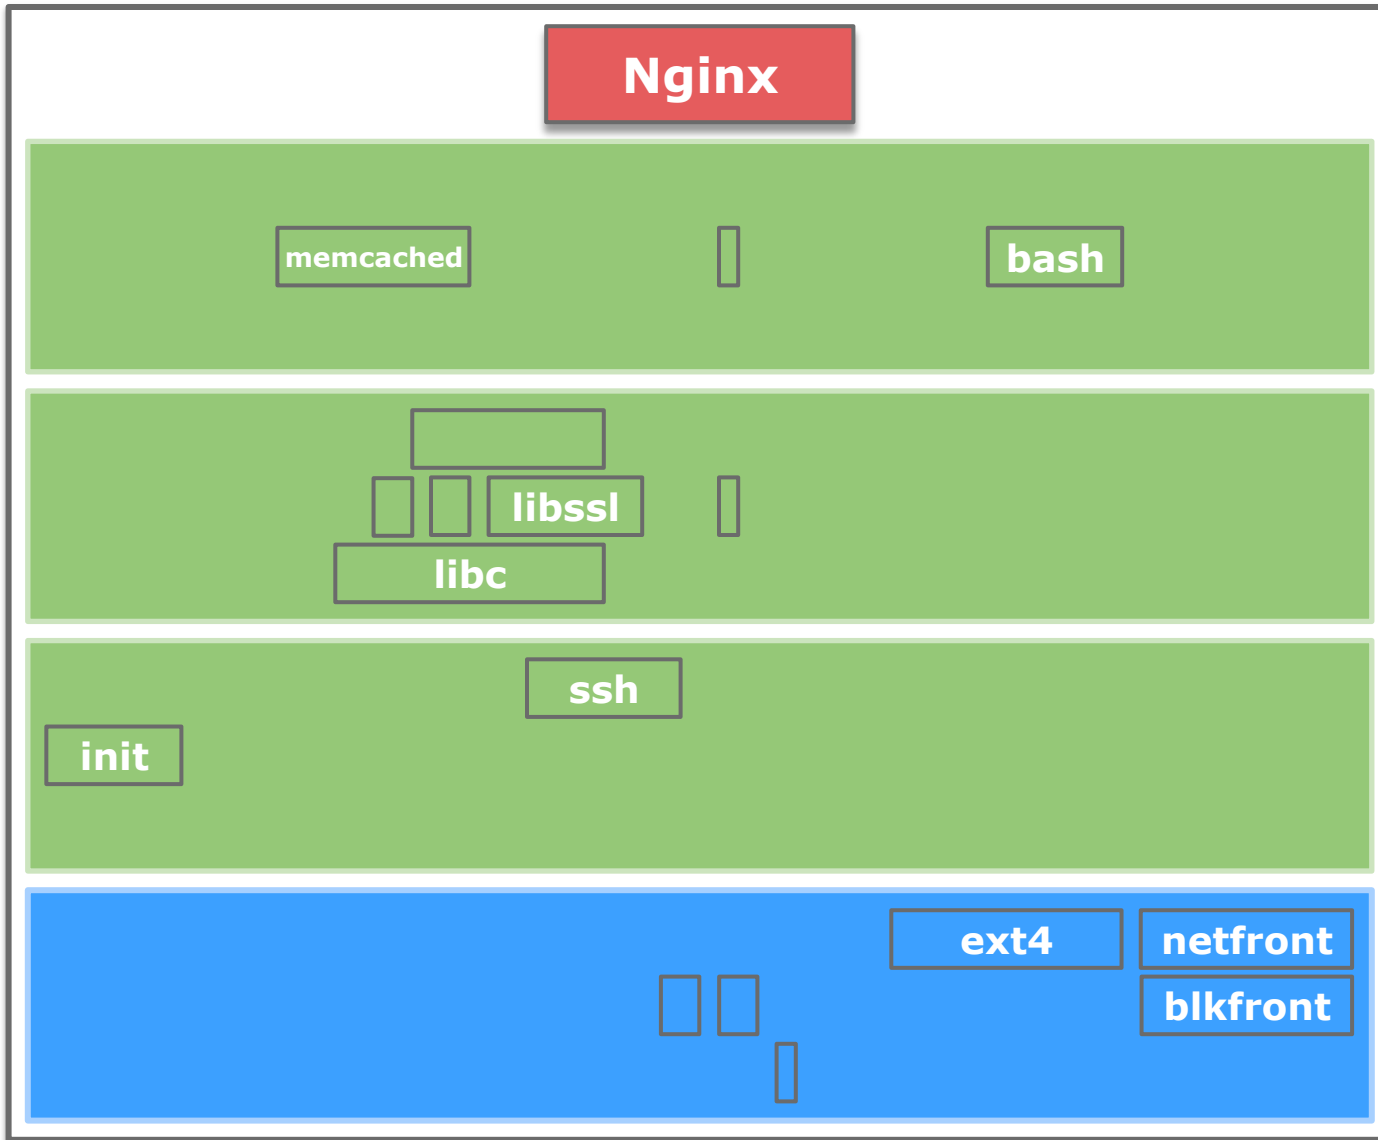 Nginx
memcached
bash
libssl
libc
ssh
init
ext4
netfront
blkfront